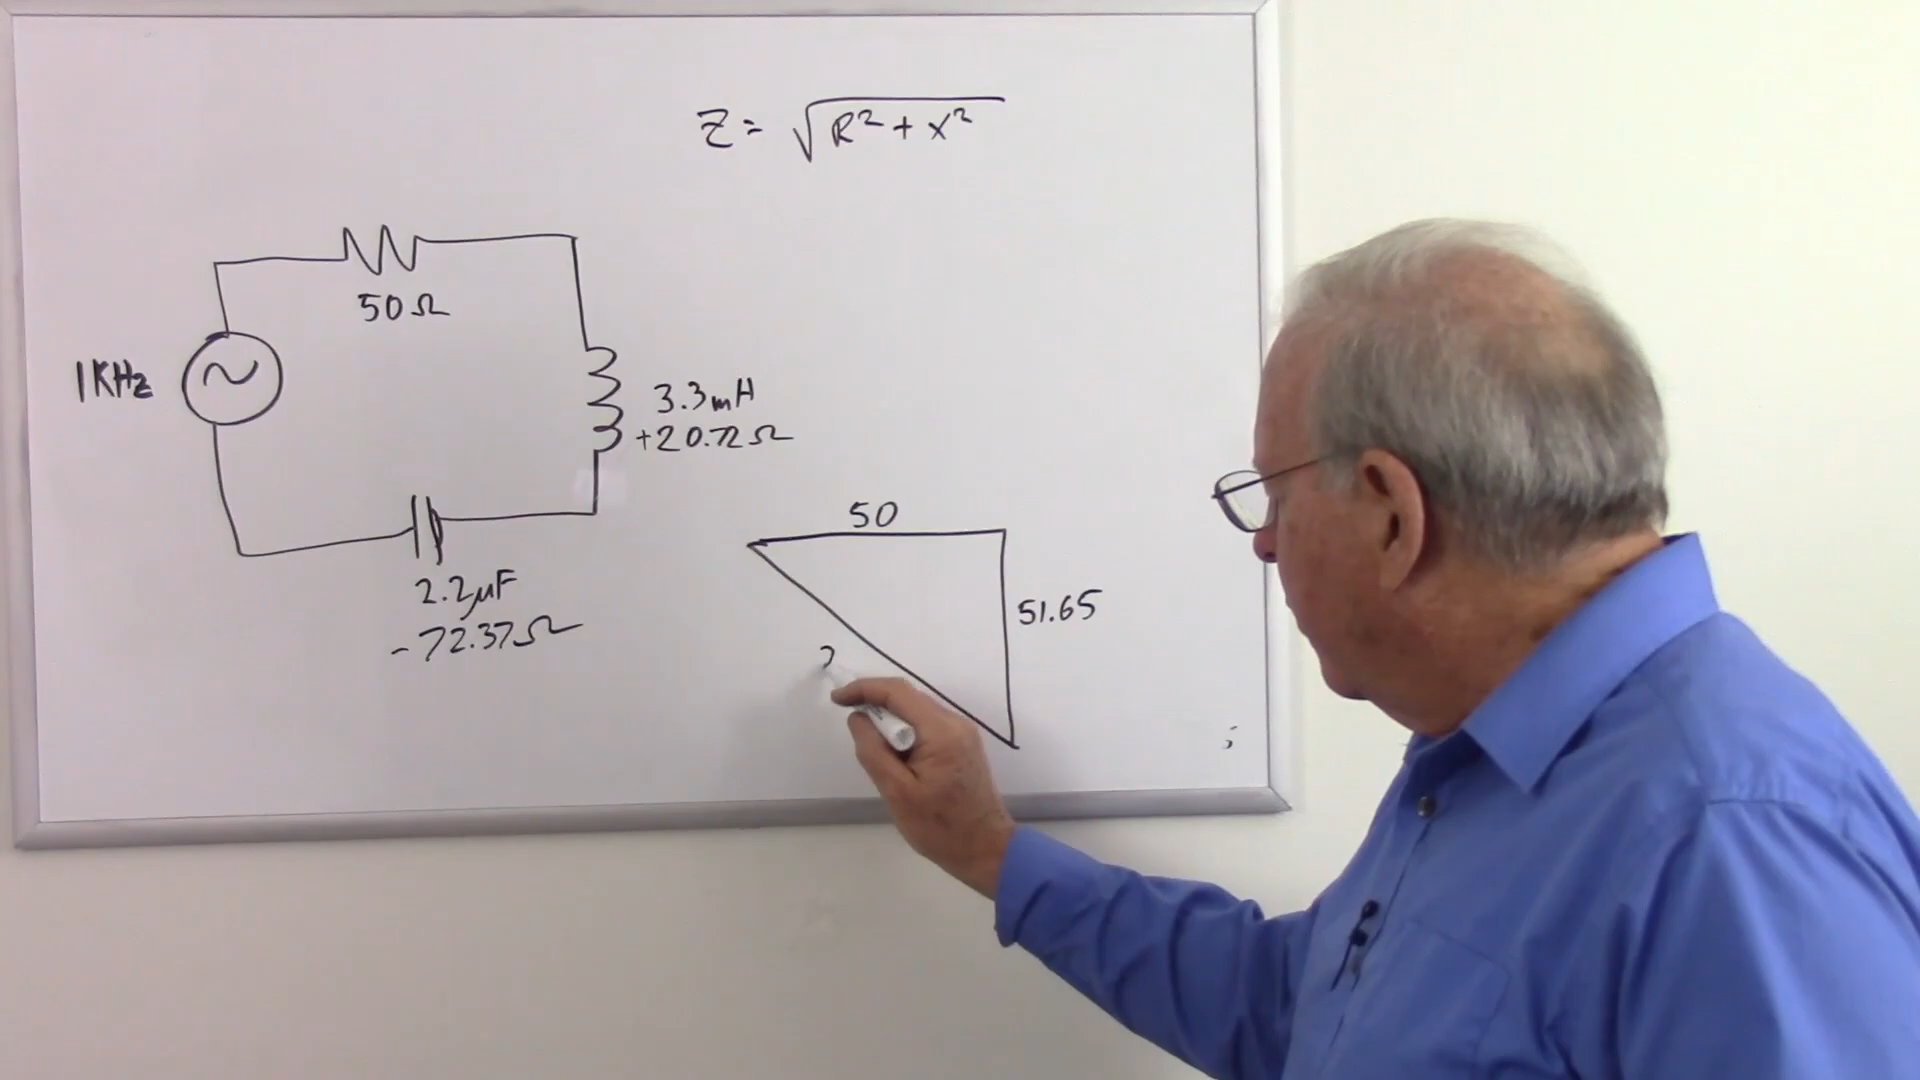 Z = √R² + X²
50Ω
1KHz
3.3mH
+20.72Ω
2.2μF
-72.37Ω
50
51.65
?